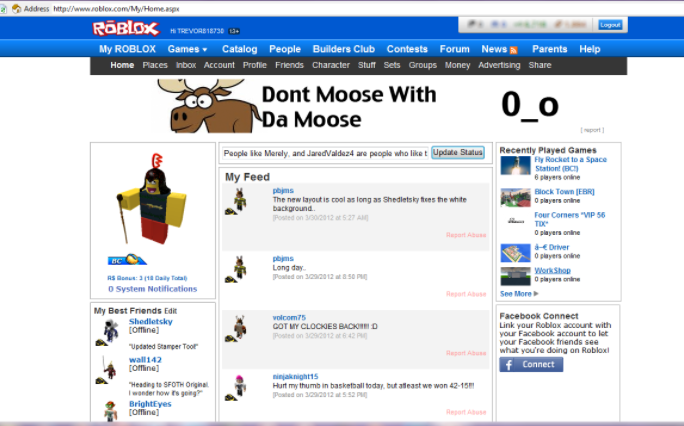 Address http://www.roblox.com/My/Home.aspx
ROBLOX
Hi TREVOR818730 13+
Logout
My ROBLOX Games Catalog People Builders Club Contests Forum News Parents Help
Home Places Inbox Account Profile Friends Character Stuff Sets Groups Money Advertising Share
Dont Moose With
Da Moose
0_o
[ report ]
BC
R$ Bonus: 3 (18 Daily Total)
0 System Notifications
My Best Friends Edit
Shedletsky
[Offline]
"Updated Stamper Tool"
wall142
[Offline]
"Heading to SFOTH Original.
I wonder how it's going?"
BrightEyes
[Offline]
People like Merely, and JaredValdez4 are people who like t
Update Status
My Feed
pbjms
The new layout is cool as long as Shedletsky fixes the white
background..
[Posted on 3/30/2012 at 5:27 AM]
Report Abuse
pbjms
Long day..
[Posted on 3/29/2012 at 8:58 PM]
Report Abuse
volcom75
GOT MY CLOCKIES BACK!!!!!! :D
[Posted on 3/29/2012 at 6:42 PM]
Report Abuse
ninjaknight15
Hurt my thumb in basketball today, but atleast we won 42-15!!!
[Posted on 3/29/2012 at 5:52 PM]
Report Abuse
Recently Played Games
Fly Rocket to a Space
Station! (BC!)
6 players online
Block Town [EBR]
0 players online
Four Corners *VIP 56
TIX*
0 players online
â–€ Driver
0 players online
WorkShop
0 players online
See More
Facebook Connect
Link your Roblox account with
your Facebook account to let
your Facebook friends see
what you're doing on Roblox!
f Connect